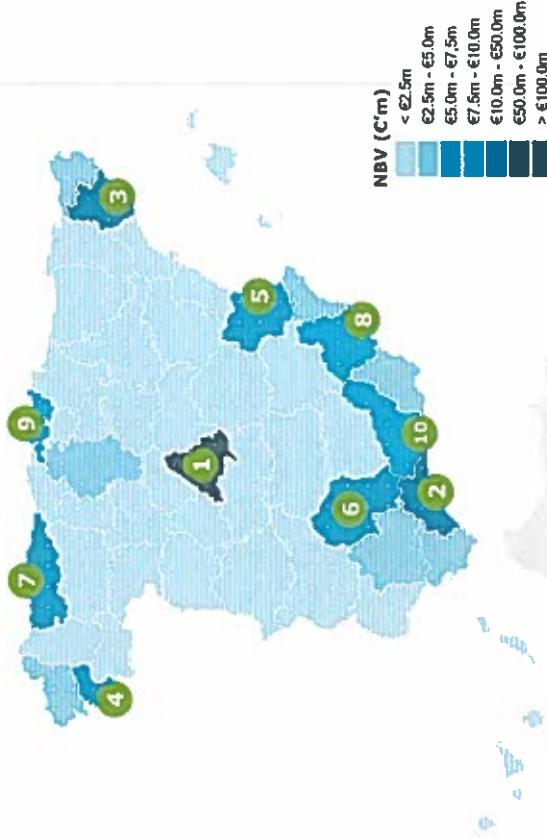 9
3
7
1
5
4
8
6
10
2
NBV (C'm)
< €2.5m
€2.5m - €5.0m
€5.0m - €7,5m
€7.5m - €10.0m
€10.0m - €50.0m
€50.0m - €100.0m
> €100.0m